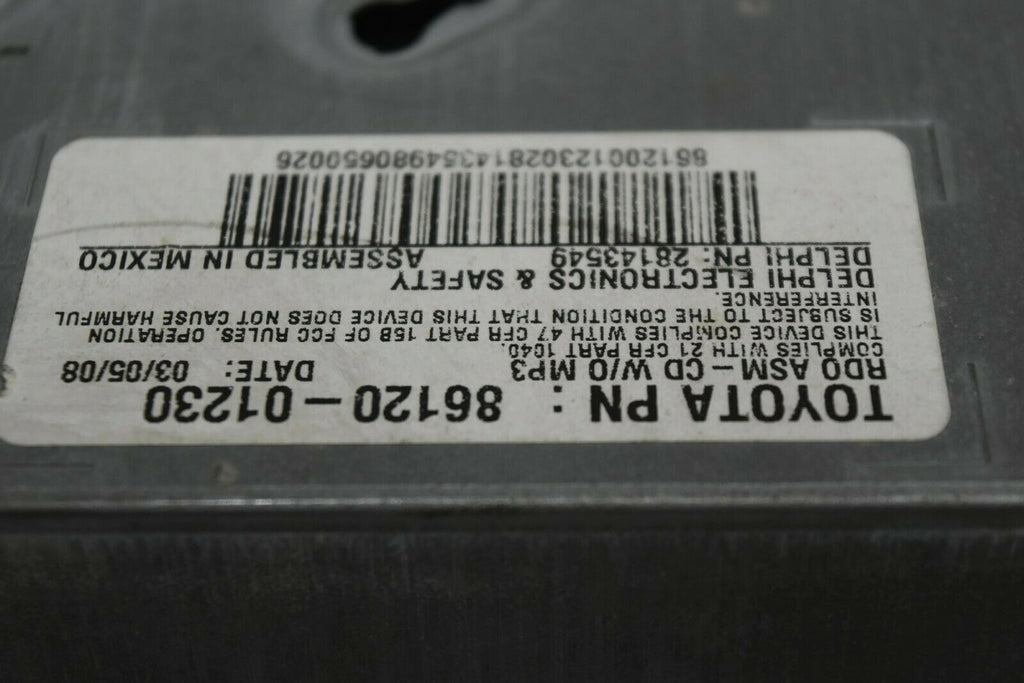 TOYOTA PN : 86120-01230
RDO ASM-CD W/O MP3 DATE: 03/05/08
COMPLIES WITH 21 CFR PART 1040.
THIS DEVICE COMPLIES WITH 47 CFR PART 15B OF FCC RULES. OPERATION
IS SUBJECT TO THE CONDITION THAT THIS DEVICE DOES NOT CAUSE HARMFUL
INTERFERENCE.
DELPHI ELECTRONICS & SAFETY
DELPHI PN: 28143549 ASSEMBLED IN MEXICO
86120012302814354980650026